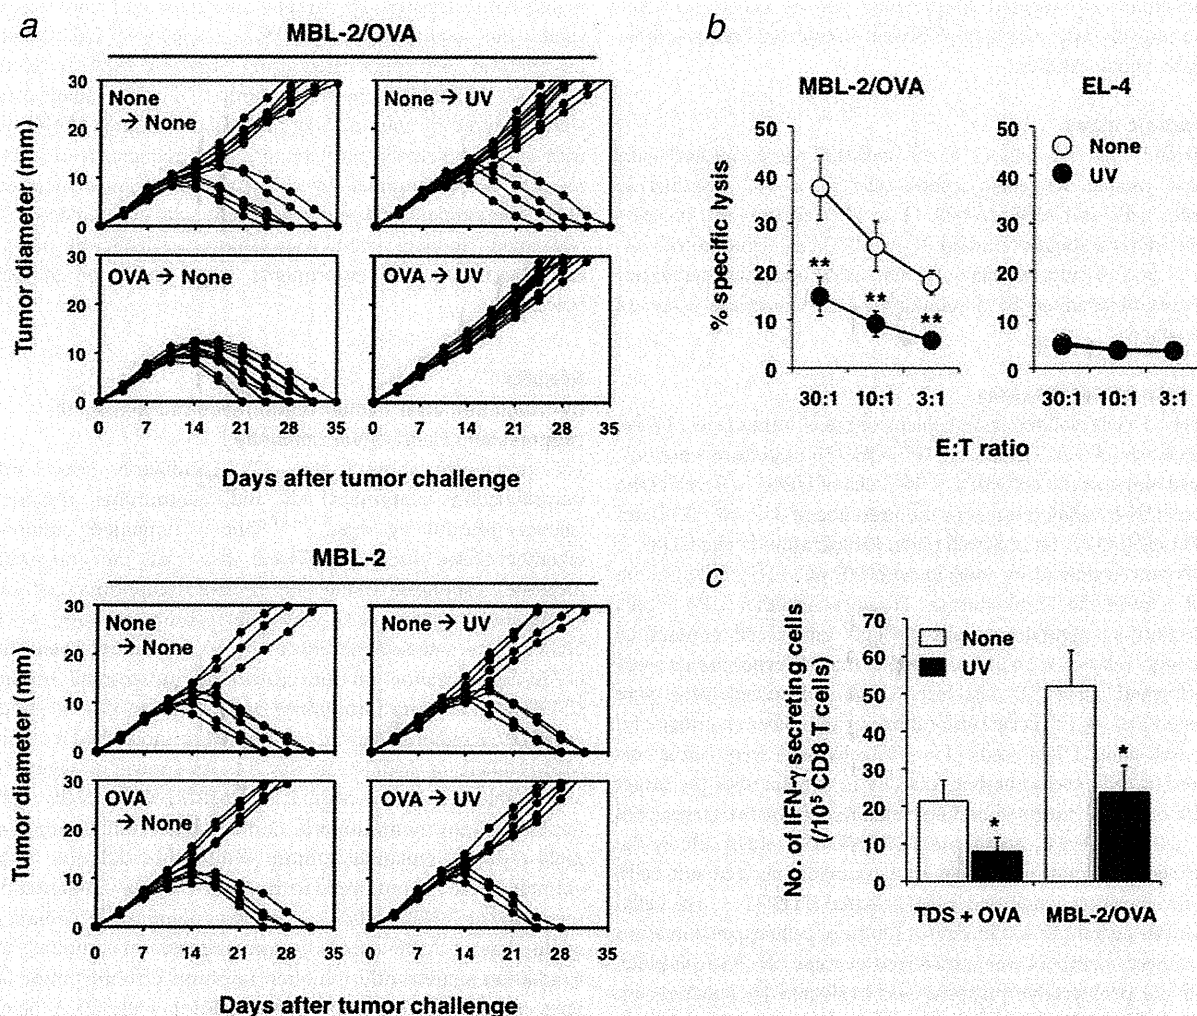 a
MBL-2/OVA
Tumor diameter (mm)
30
20
10
0
None
→ None
None → UV
30
20
10
0
OVA → None
OVA → UV
0 7 14 21 28 35
0 7 14 21 28 35
Days after tumor challenge
MBL-2
Tumor diameter (mm)
30
20
10
0
None
→ None
None → UV
30
20
10
0
OVA
→ None
OVA → UV
0 7 14 21 28 35
0 7 14 21 28 35
Days after tumor challenge
b
MBL-2/OVA
EL-4
% specific lysis
50
40
30
20
10
0
**
**
**
30:1 10:1 3:1
50
40
30
20
10
0
None
UV
30:1 10:1 3:1
E:T ratio
c
No. of IFN-γ secreting cells
(/10⁵ CD8 T cells)
70
60
50
40
30
20
10
0
None
UV
*
*
TDS + OVA
MBL-2/OVA